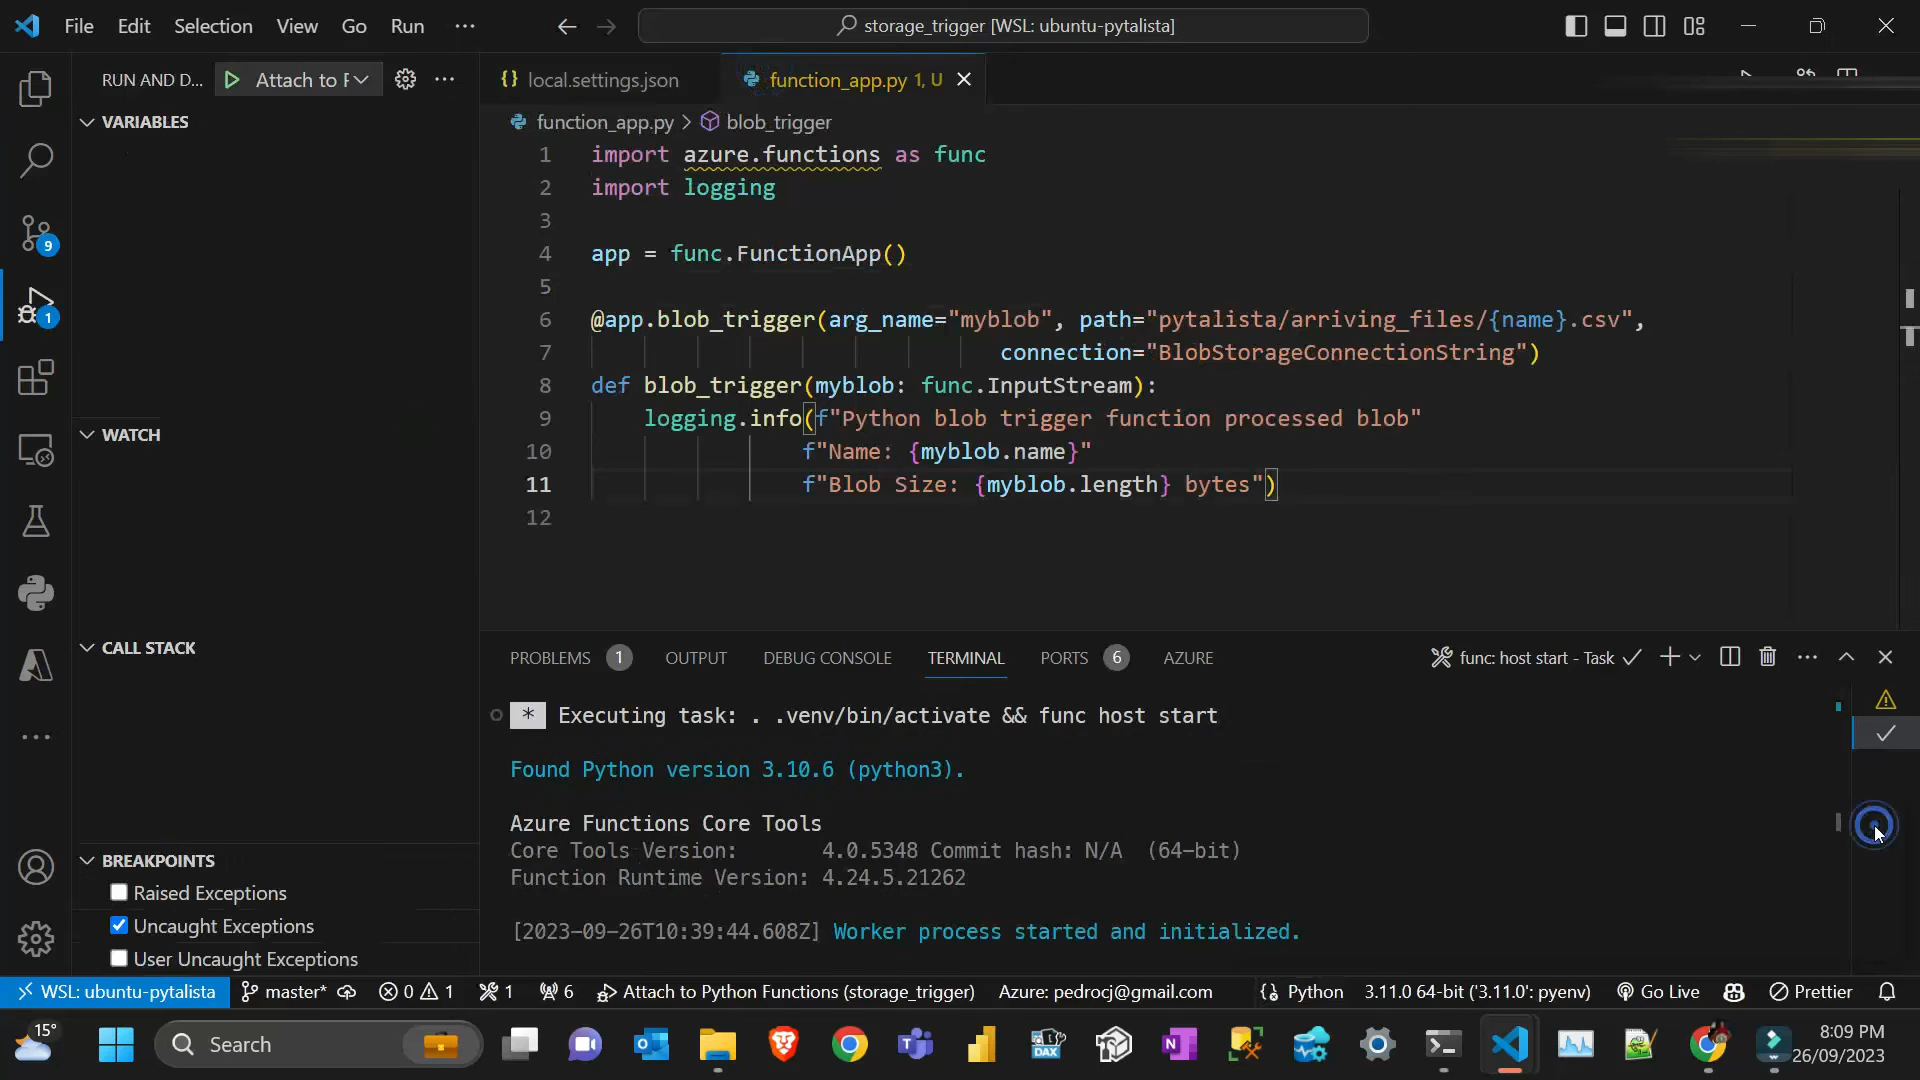 File Edit Selection View Go Run ··· storage_trigger [WSL: ubuntu-pytalista]
RUN AND D... Attach to F ···
local.settings.json function_app.py 1, U
VARIABLES
function_app.py > blob_trigger
1 import azure.functions as func
2 import logging
3
4 app = func.FunctionApp()
5
6 @app.blob_trigger(arg_name="myblob", path="pytalista/arriving_files/{name}.csv",
7 connection="BlobStorageConnectionString")
8 def blob_trigger(myblob: func.InputStream):
9 logging.info(f"Python blob trigger function processed blob"
10 f"Name: {myblob.name}"
11 f"Blob Size: {myblob.length} bytes")
12
9
1
WATCH
CALL STACK
BREAKPOINTS
Raised Exceptions
Uncaught Exceptions
User Uncaught Exceptions
PROBLEMS 1 OUTPUT DEBUG CONSOLE TERMINAL PORTS 6 AZURE func: host start - Task
* Executing task: . .venv/bin/activate && func host start
Found Python version 3.10.6 (python3).
Azure Functions Core Tools
Core Tools Version: 4.0.5348 Commit hash: N/A (64-bit)
Function Runtime Version: 4.24.5.21262
[2023-09-26T10:39:44.608Z] Worker process started and initialized.
WSL: ubuntu-pytalista master* 0 1 1 6 Attach to Python Functions (storage_trigger) Azure: pedrocj@gmail.com Python 3.11.0 64-bit ('3.11.0': pyenv) Go Live Prettier
15° Search DAX 8:09 PM
26/09/2023